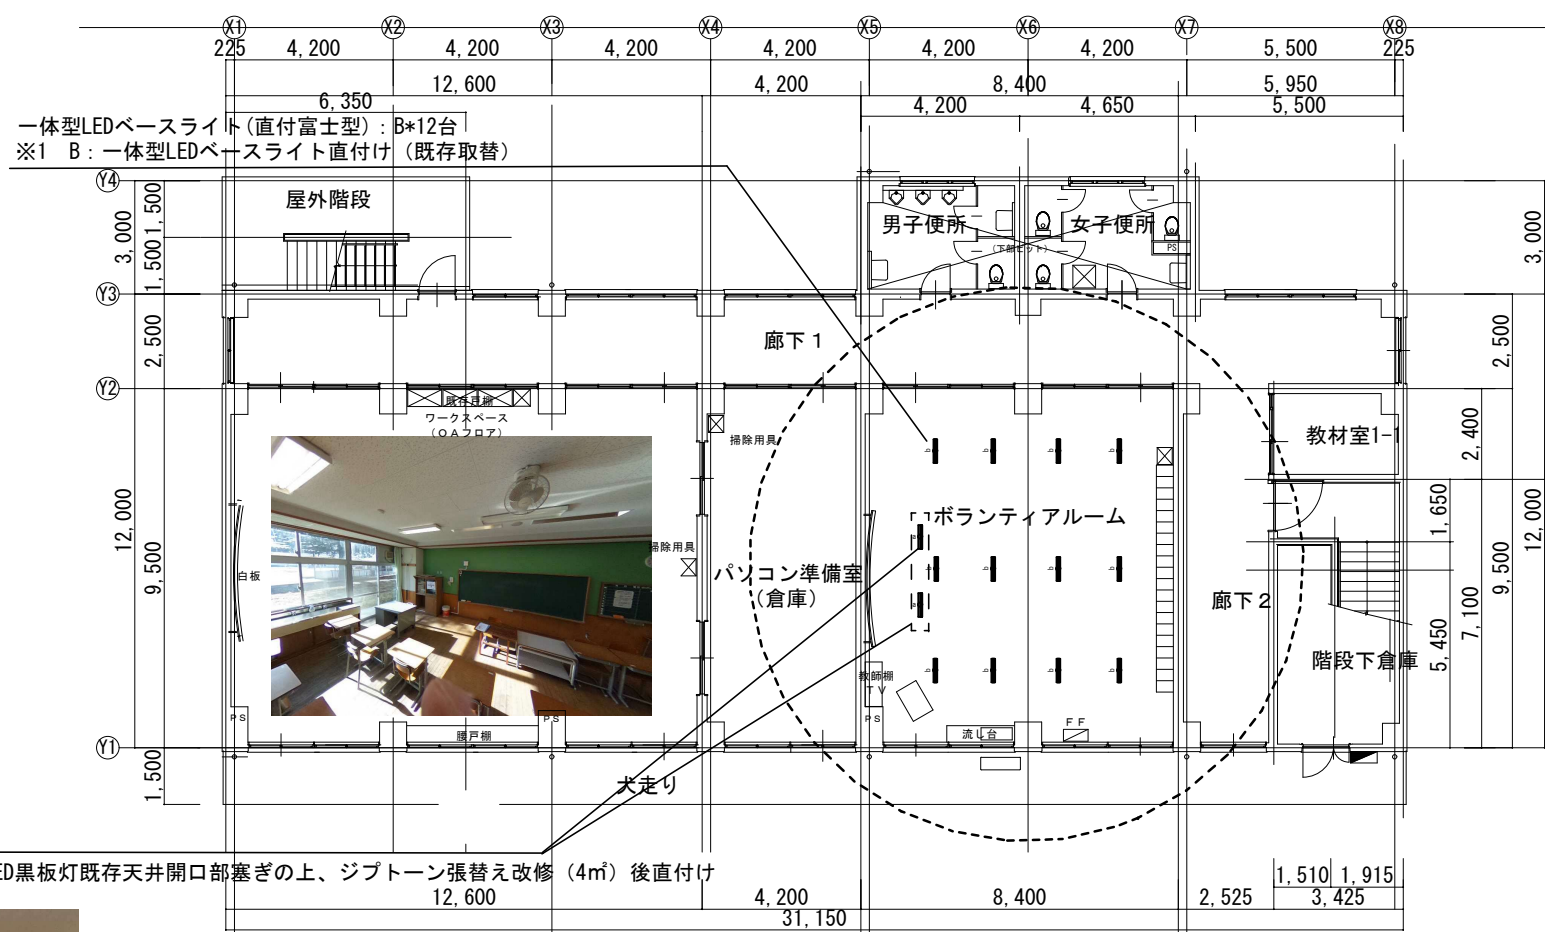 X1 X2 X3 X4 X5 X6 X7 X8
225 4,200 4,200 4,200 4,200 4,200 4,200 5,500 225
12,600 4,200 8,400 5,950
6,350 4,200 4,650 5,500
一体型LEDベースライト(直付富士型):B*12台
※1 B:一体型LEDベースライト直付け（既存取替）
Y4
屋外階段
男子便所
女子便所
（下部ピット）
PS
3,000
1,500
1,500
3,000
Y3
2,500
廊下1
2,500
Y2
既存戸棚
ワークスペース
（OAフロア）
掃除用具
教材室1-1
2,400
b b b b
ボランティアルーム
1,650
12,000
9,500
白板
掃除用具
パソコン準備室
（倉庫）
b b b b
廊下2
12,000
9,500
7,100
5,450
階段下倉庫
教師棚
TV
b b b b
PS
PS
PS
腰戸棚
流し台
FF
Y1
1,500
犬走り
ED黒板灯既存天井開口部塞ぎの上、ジプトーン張替え改修（4㎡）後直付け
1,510 1,915
12,600 4,200 8,400 2,525 3,425
31,150